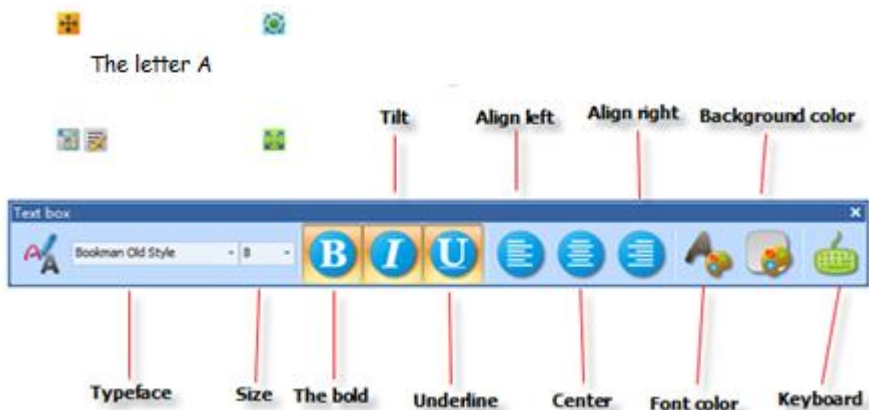 The letter A
Tilt
Align left
Align right
Background color
Text box
Bookman Old Style
8
B
I
U
Typeface
Size
The bold
Underline
Center
Font color
Keyboard